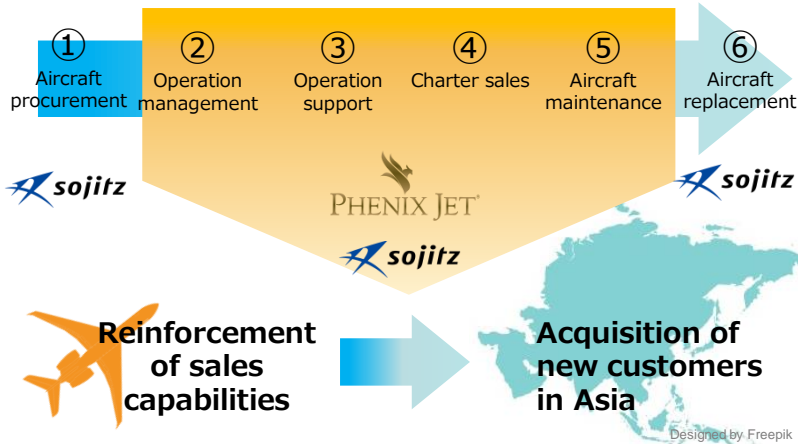 ①
Aircraft
procurement
②
Operation
management
③
Operation
support
④
Charter sales
⑤
Aircraft
maintenance
⑥
Aircraft
replacement
sojitz
PHENIX JET
sojitz
sojitz
Reinforcement
of sales
capabilities
Acquisition of
new customers
in Asia
Designed by Freepik